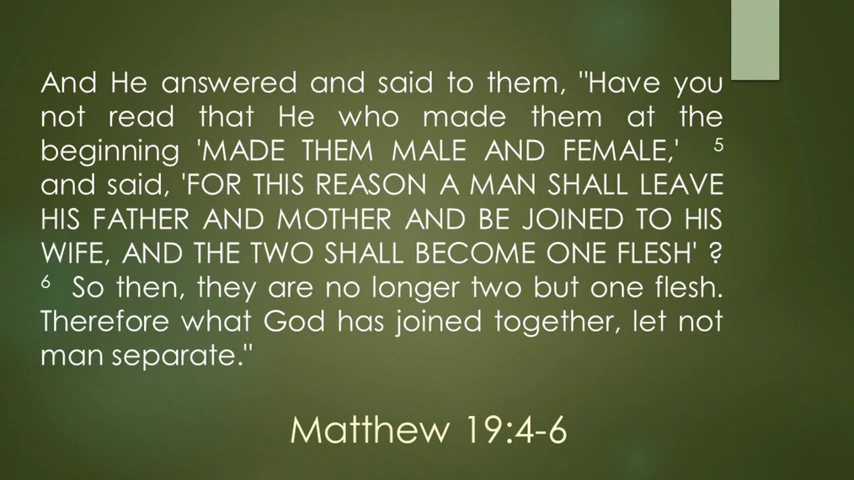 And He answered and said to them, "Have you
not read that He who made them at the
beginning 'MADE THEM MALE AND FEMALE,' 5
and said, 'FOR THIS REASON A MAN SHALL LEAVE
HIS FATHER AND MOTHER AND BE JOINED TO HIS
WIFE, AND THE TWO SHALL BECOME ONE FLESH' ?
6 So then, they are no longer two but one flesh.
Therefore what God has joined together, let not
man separate."
Matthew 19:4-6